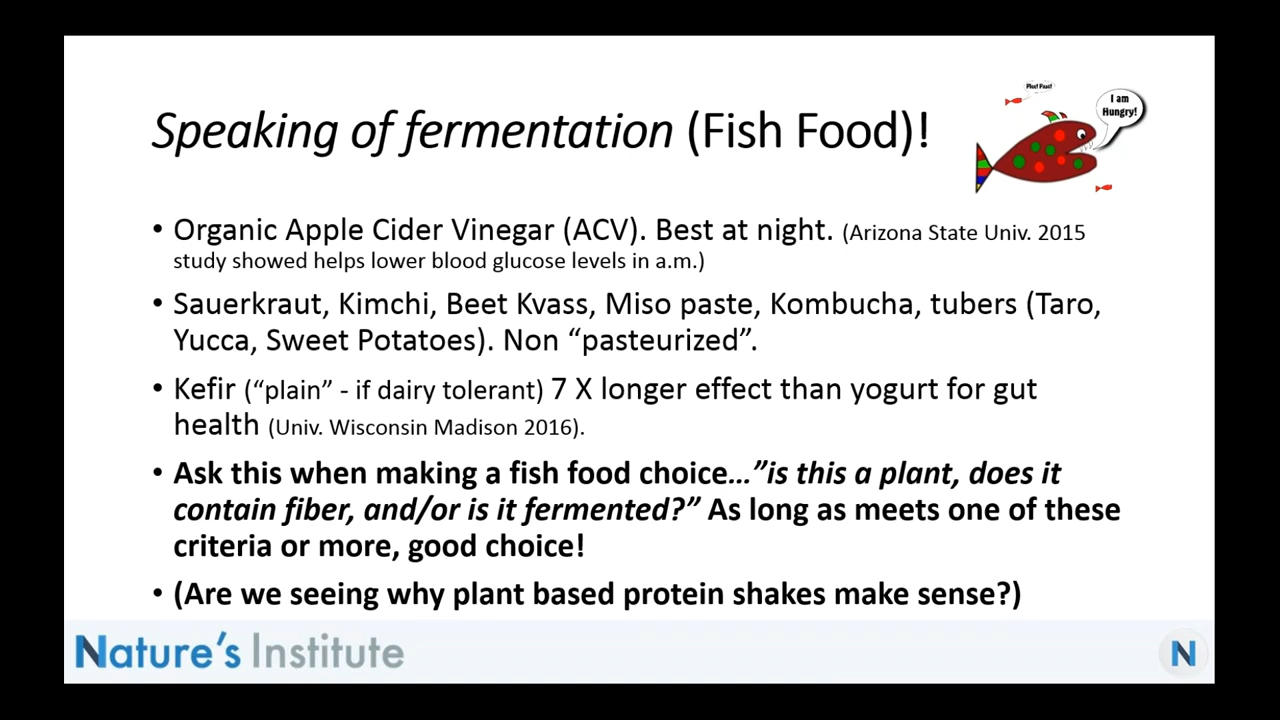 Speaking of fermentation (Fish Food)!
I am
Hungry!
• Organic Apple Cider Vinegar (ACV). Best at night. (Arizona State Univ. 2015
study showed helps lower blood glucose levels in a.m.)
• Sauerkraut, Kimchi, Beet Kvass, Miso paste, Kombucha, tubers (Taro,
Yucca, Sweet Potatoes). Non “pasteurized”.
• Kefir (“plain” - if dairy tolerant) 7 X longer effect than yogurt for gut
health (Univ. Wisconsin Madison 2016).
• Ask this when making a fish food choice…”is this a plant, does it
contain fiber, and/or is it fermented?” As long as meets one of these
criteria or more, good choice!
• (Are we seeing why plant based protein shakes make sense?)
Nature’s Institute
N